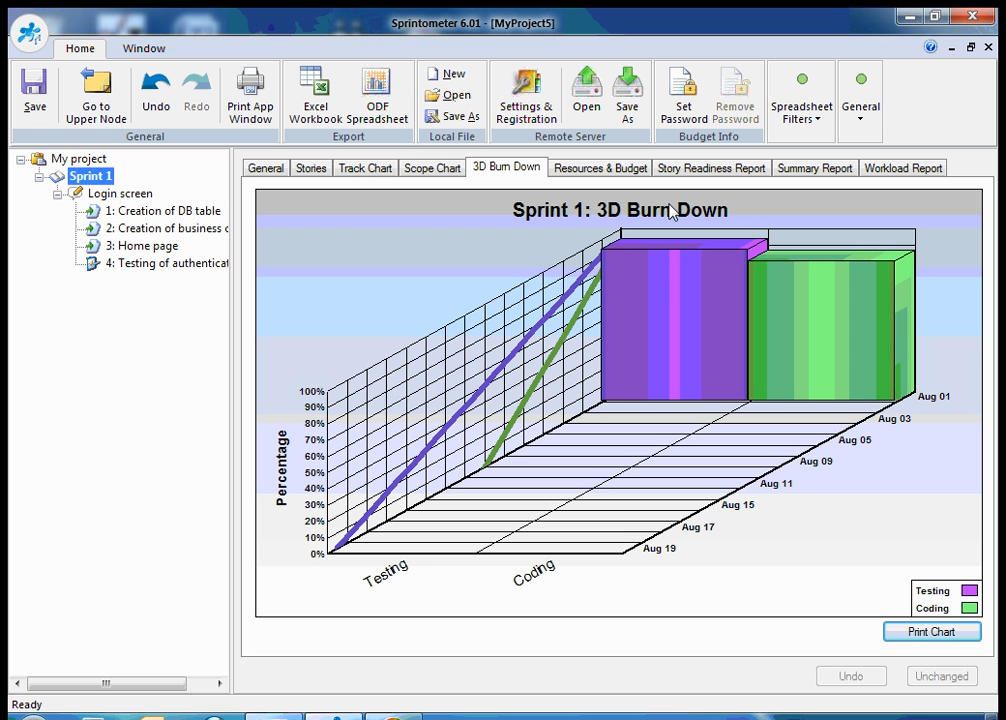 Sprintometer 6.01 - [MyProject5]
Home
Window
Save
Go to Upper Node
Undo
Redo
Print App Window
General
Excel Workbook
ODF Spreadsheet
Export
New
Open
Save As
Local File
Settings & Registration
Open
Save As
Remote Server
Set Password
Remove Password
Budget Info
Spreadsheet Filters
General
My project
Sprint 1
Login screen
1: Creation of DB table
2: Creation of business c
3: Home page
4: Testing of authenticat
General
Stories
Track Chart
Scope Chart
3D Burn Down
Resources & Budget
Story Readiness Report
Summary Report
Workload Report
Sprint 1: 3D Burn Down
Percentage
100%
90%
80%
70%
60%
50%
40%
30%
20%
10%
0%
Aug 01
Aug 03
Aug 05
Aug 09
Aug 11
Aug 15
Aug 17
Aug 19
Testing
Coding
Testing
Coding
Print Chart
Undo
Unchanged
Ready